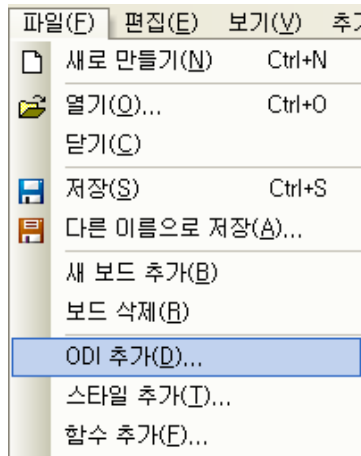 파일(F) 편집(E) 보기(V)
새로 만들기(N) Ctrl+N
열기(O)... Ctrl+O
닫기(C)
저장(S) Ctrl+S
다른 이름으로 저장(A)...
새 보드 추가(B)
보드 삭제(R)
ODI 추가(D)...
스타일 추가(T)...
함수 추가(F)...